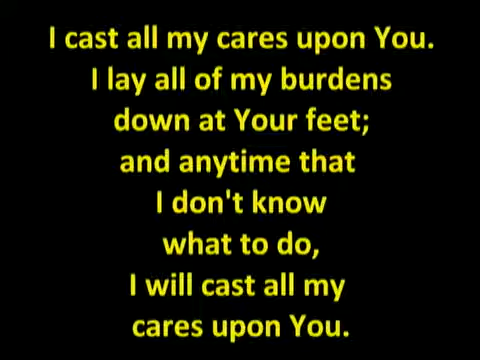 I cast all my cares upon You.
I lay all of my burdens
down at Your feet;
and anytime that
I don't know
what to do,
I will cast all my
cares upon You.